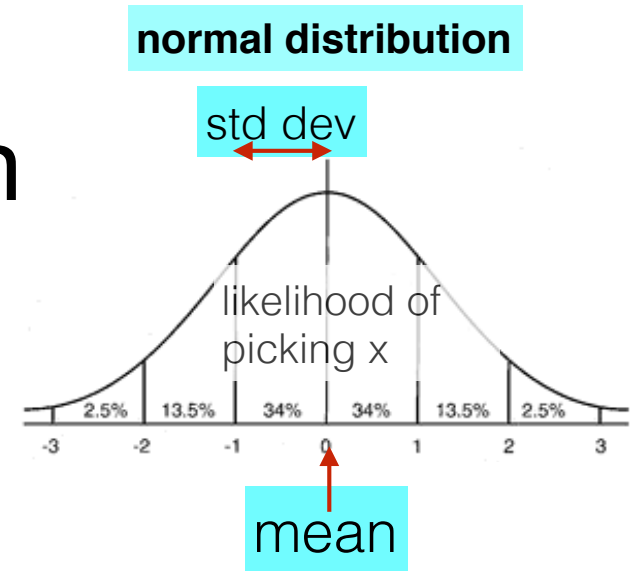 normal distribution
std dev
n
likelihood of
picking x
2.5% 13.5% 34% 34% 13.5% 2.5%
-3 -2 -1 0 1 2 3
mean